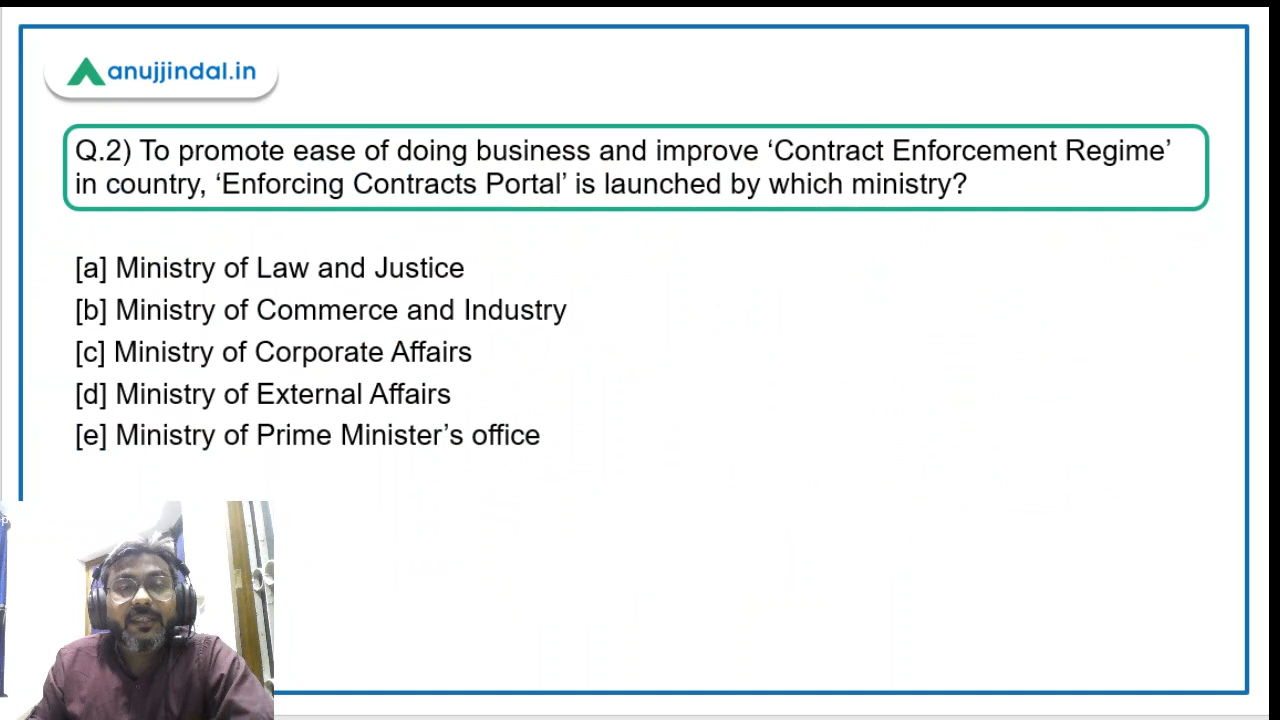 anujjindal.in
Q.2) To promote ease of doing business and improve ‘Contract Enforcement Regime’
in country, ‘Enforcing Contracts Portal’ is launched by which ministry?
[a] Ministry of Law and Justice
[b] Ministry of Commerce and Industry
[c] Ministry of Corporate Affairs
[d] Ministry of External Affairs
[e] Ministry of Prime Minister’s office